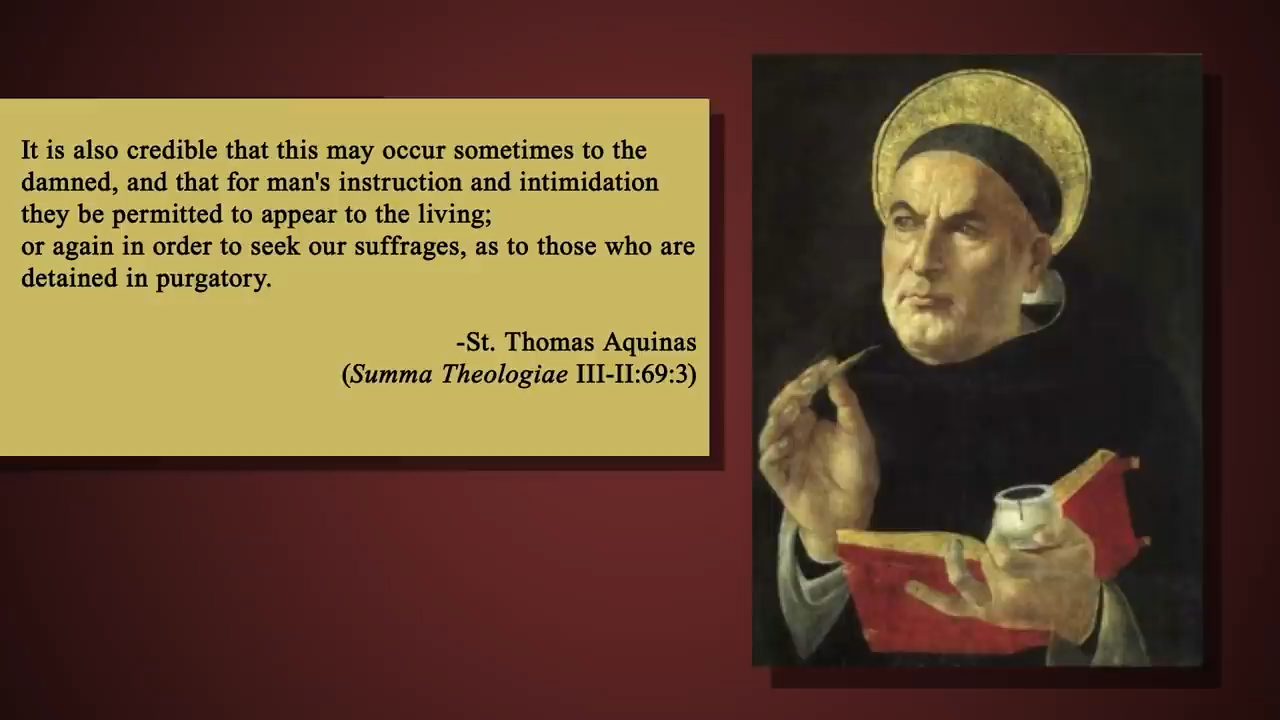 It is also credible that this may occur sometimes to the
damned, and that for man's instruction and intimidation
they be permitted to appear to the living;
or again in order to seek our suffrages, as to those who are
detained in purgatory.
-St. Thomas Aquinas
(Summa Theologiae III-II:69:3)